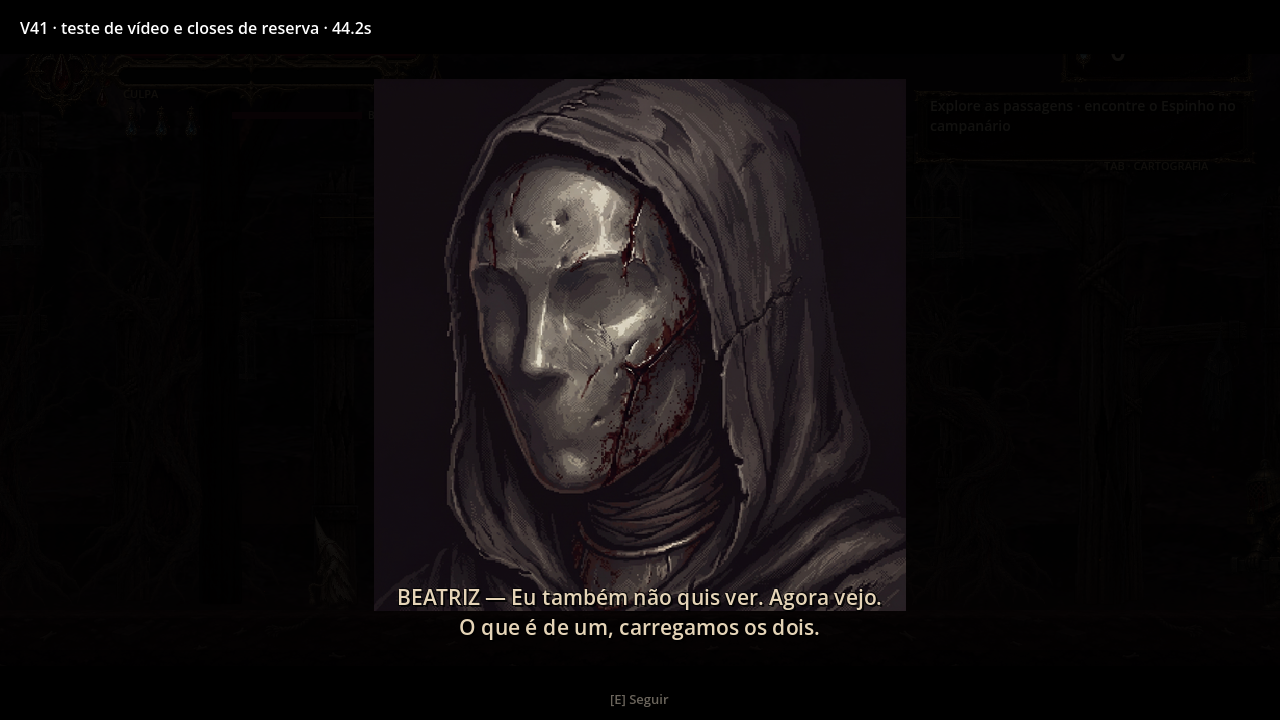 V41 · teste de vídeo e closes de reserva · 44.2s
CULPA
Explore as passagens · encontre o Espinho no
campanário
TAB · CARTOGRAFIA
BEATRIZ — Eu também não quis ver. Agora vejo.
O que é de um, carregamos os dois.
[E] Seguir